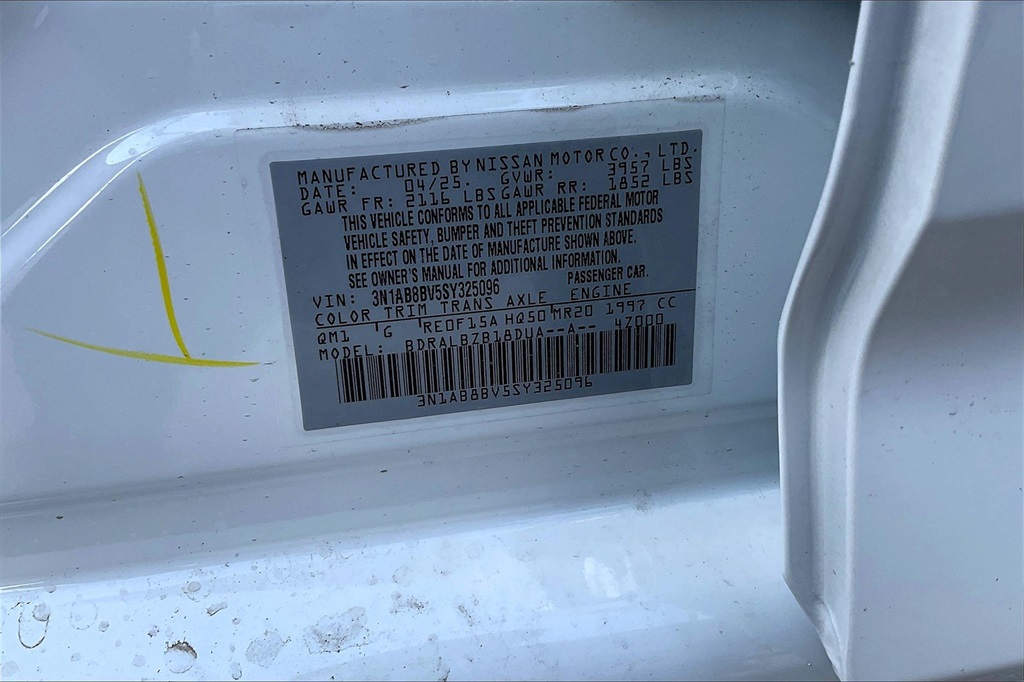 MANUFACTURED BY NISSAN MOTOR CO., LTD.
DATE: 04/25. GVWR: 3957 LBS
GAWR FR: 2116 LBS GAWR RR: 1852 LBS
THIS VEHICLE CONFORMS TO ALL APPLICABLE FEDERAL MOTOR
VEHICLE SAFETY, BUMPER AND THEFT PREVENTION STANDARDS
IN EFFECT ON THE DATE OF MANUFACTURE SHOWN ABOVE.
SEE OWNER'S MANUAL FOR ADDITIONAL INFORMATION.
VIN: 3N1AB8BV5SY325096 PASSENGER CAR.
COLOR TRIM TRANS AXLE ENGINE
QM1 G RE0F15A HQ50 MR20 1997 CC
MODEL: BDRALBZB18DUA--A-- 4Z000
3N1AB8BV5SY325096